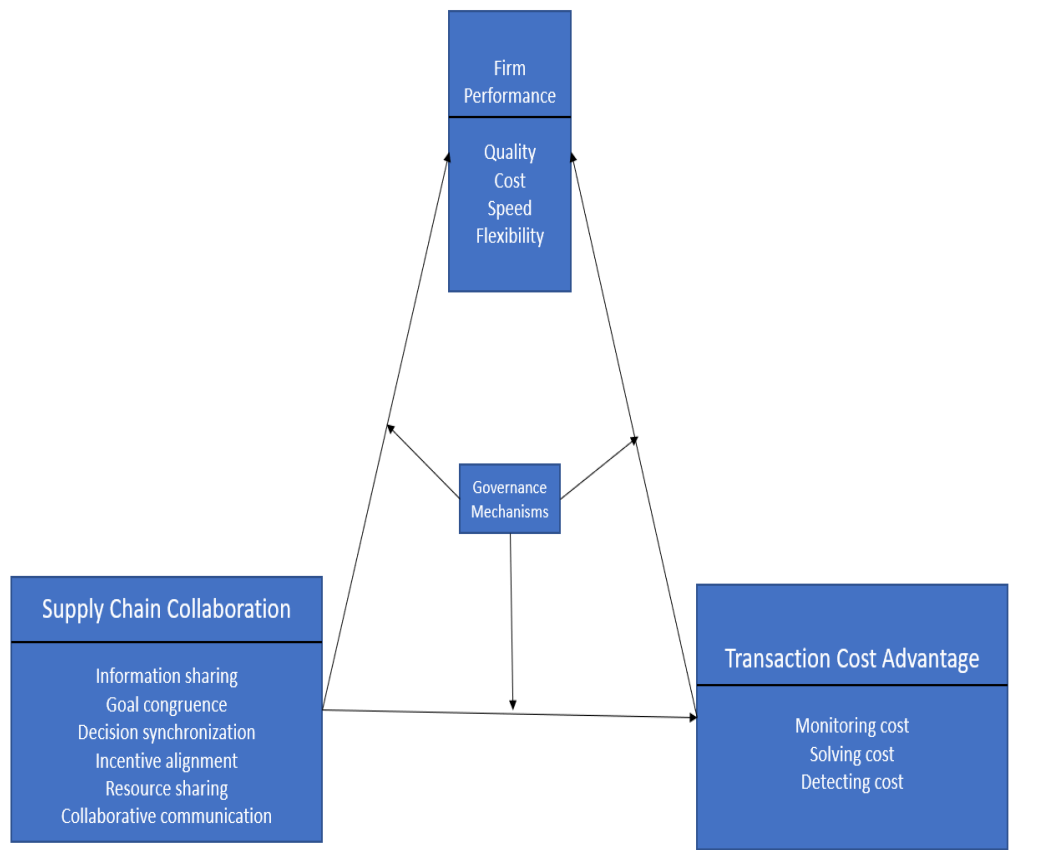 Firm
Performance
Quality
Cost
Speed
Flexibility
Governance
Mechanisms
Supply Chain Collaboration
Information sharing
Goal congruence
Decision synchronization
Incentive alignment
Resource sharing
Collaborative communication
Transaction Cost Advantage
Monitoring cost
Solving cost
Detecting cost